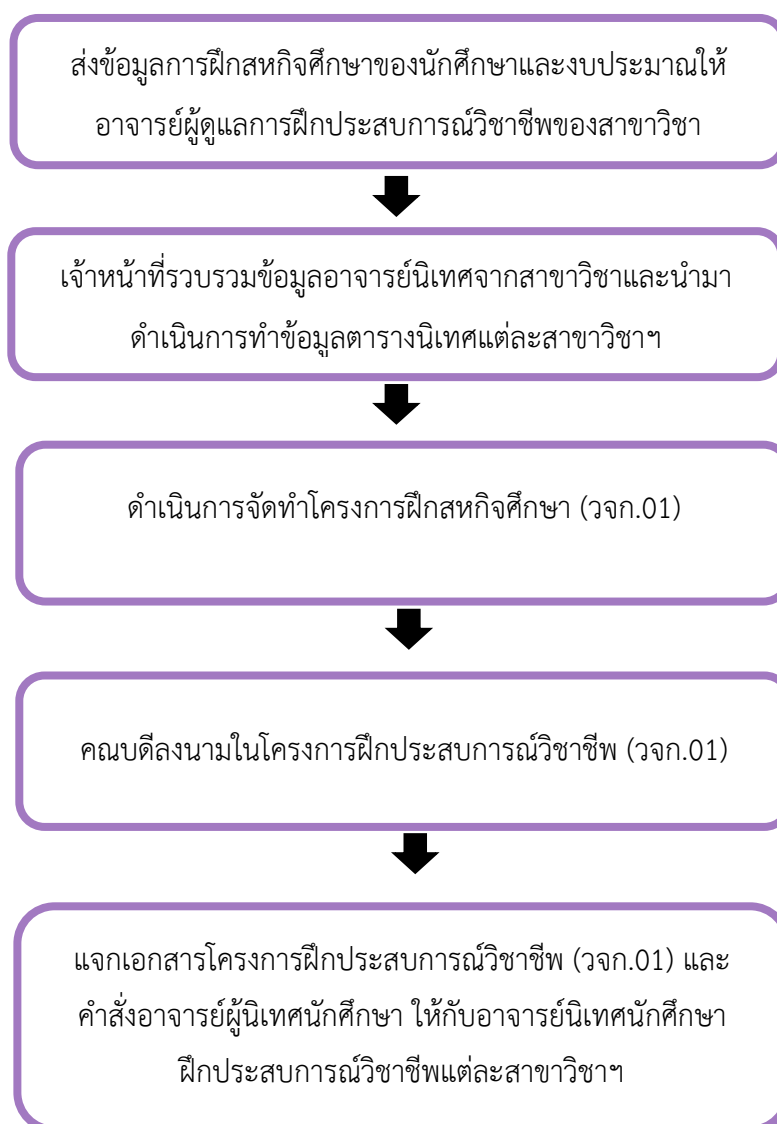 ส่งข้อมูลการฝึกสหกิจศึกษาของนักศึกษาและงบประมาณให้
อาจารย์ผู้ดูแลการฝึกประสบการณ์วิชาชีพของสาขาวิชา
เจ้าหน้าที่รวบรวมข้อมูลอาจารย์นิเทศจากสาขาวิชาและนำมา
ดำเนินการทำข้อมูลตารางนิเทศแต่ละสาขาวิชาฯ
ดำเนินการจัดทำโครงการฝึกสหกิจศึกษา (วจก.01)
คณบดีลงนามในโครงการฝึกประสบการณ์วิชาชีพ (วจก.01)
แจกเอกสารโครงการฝึกประสบการณ์วิชาชีพ (วจก.01) และ
คำสั่งอาจารย์ผู้นิเทศนักศึกษา ให้กับอาจารย์นิเทศนักศึกษา
ฝึกประสบการณ์วิชาชีพแต่ละสาขาวิชาฯ